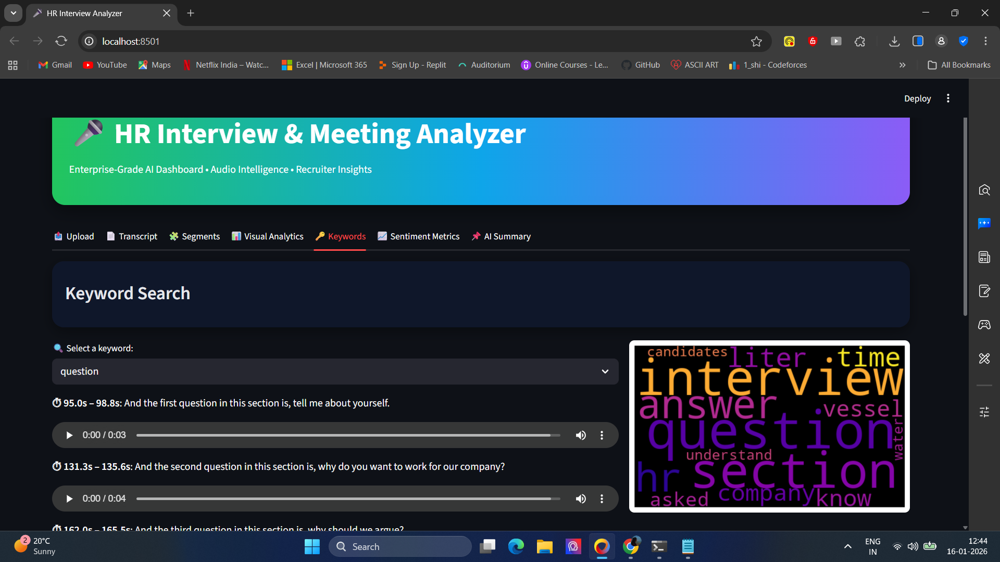 HR Interview Analyzer
localhost:8501
Gmail
YouTube
Maps
Netflix India – Watc...
Excel | Microsoft 365
Sign Up - Replit
Auditorium
Online Courses - Le...
GitHub
ASCII ART
1_shi - Codeforces
All Bookmarks
Deploy
HR Interview & Meeting Analyzer
Enterprise-Grade AI Dashboard • Audio Intelligence • Recruiter Insights
Upload
Transcript
Segments
Visual Analytics
Keywords
Sentiment Metrics
AI Summary
Keyword Search
Select a keyword:
question
95.0s – 98.8s: And the first question in this section is, tell me about yourself.
0:00 / 0:03
131.3s – 135.6s: And the second question in this section is, why do you want to work for our company?
0:00 / 0:04
162.0s – 165.5s: And the third question in this section is, why should we argue?
candidates
liter
time
interview
answer
vessel
question
water
understand
hr
section
asked
company
know
2
20°C
Sunny
Search
ENG
IN
12:44
16-01-2026